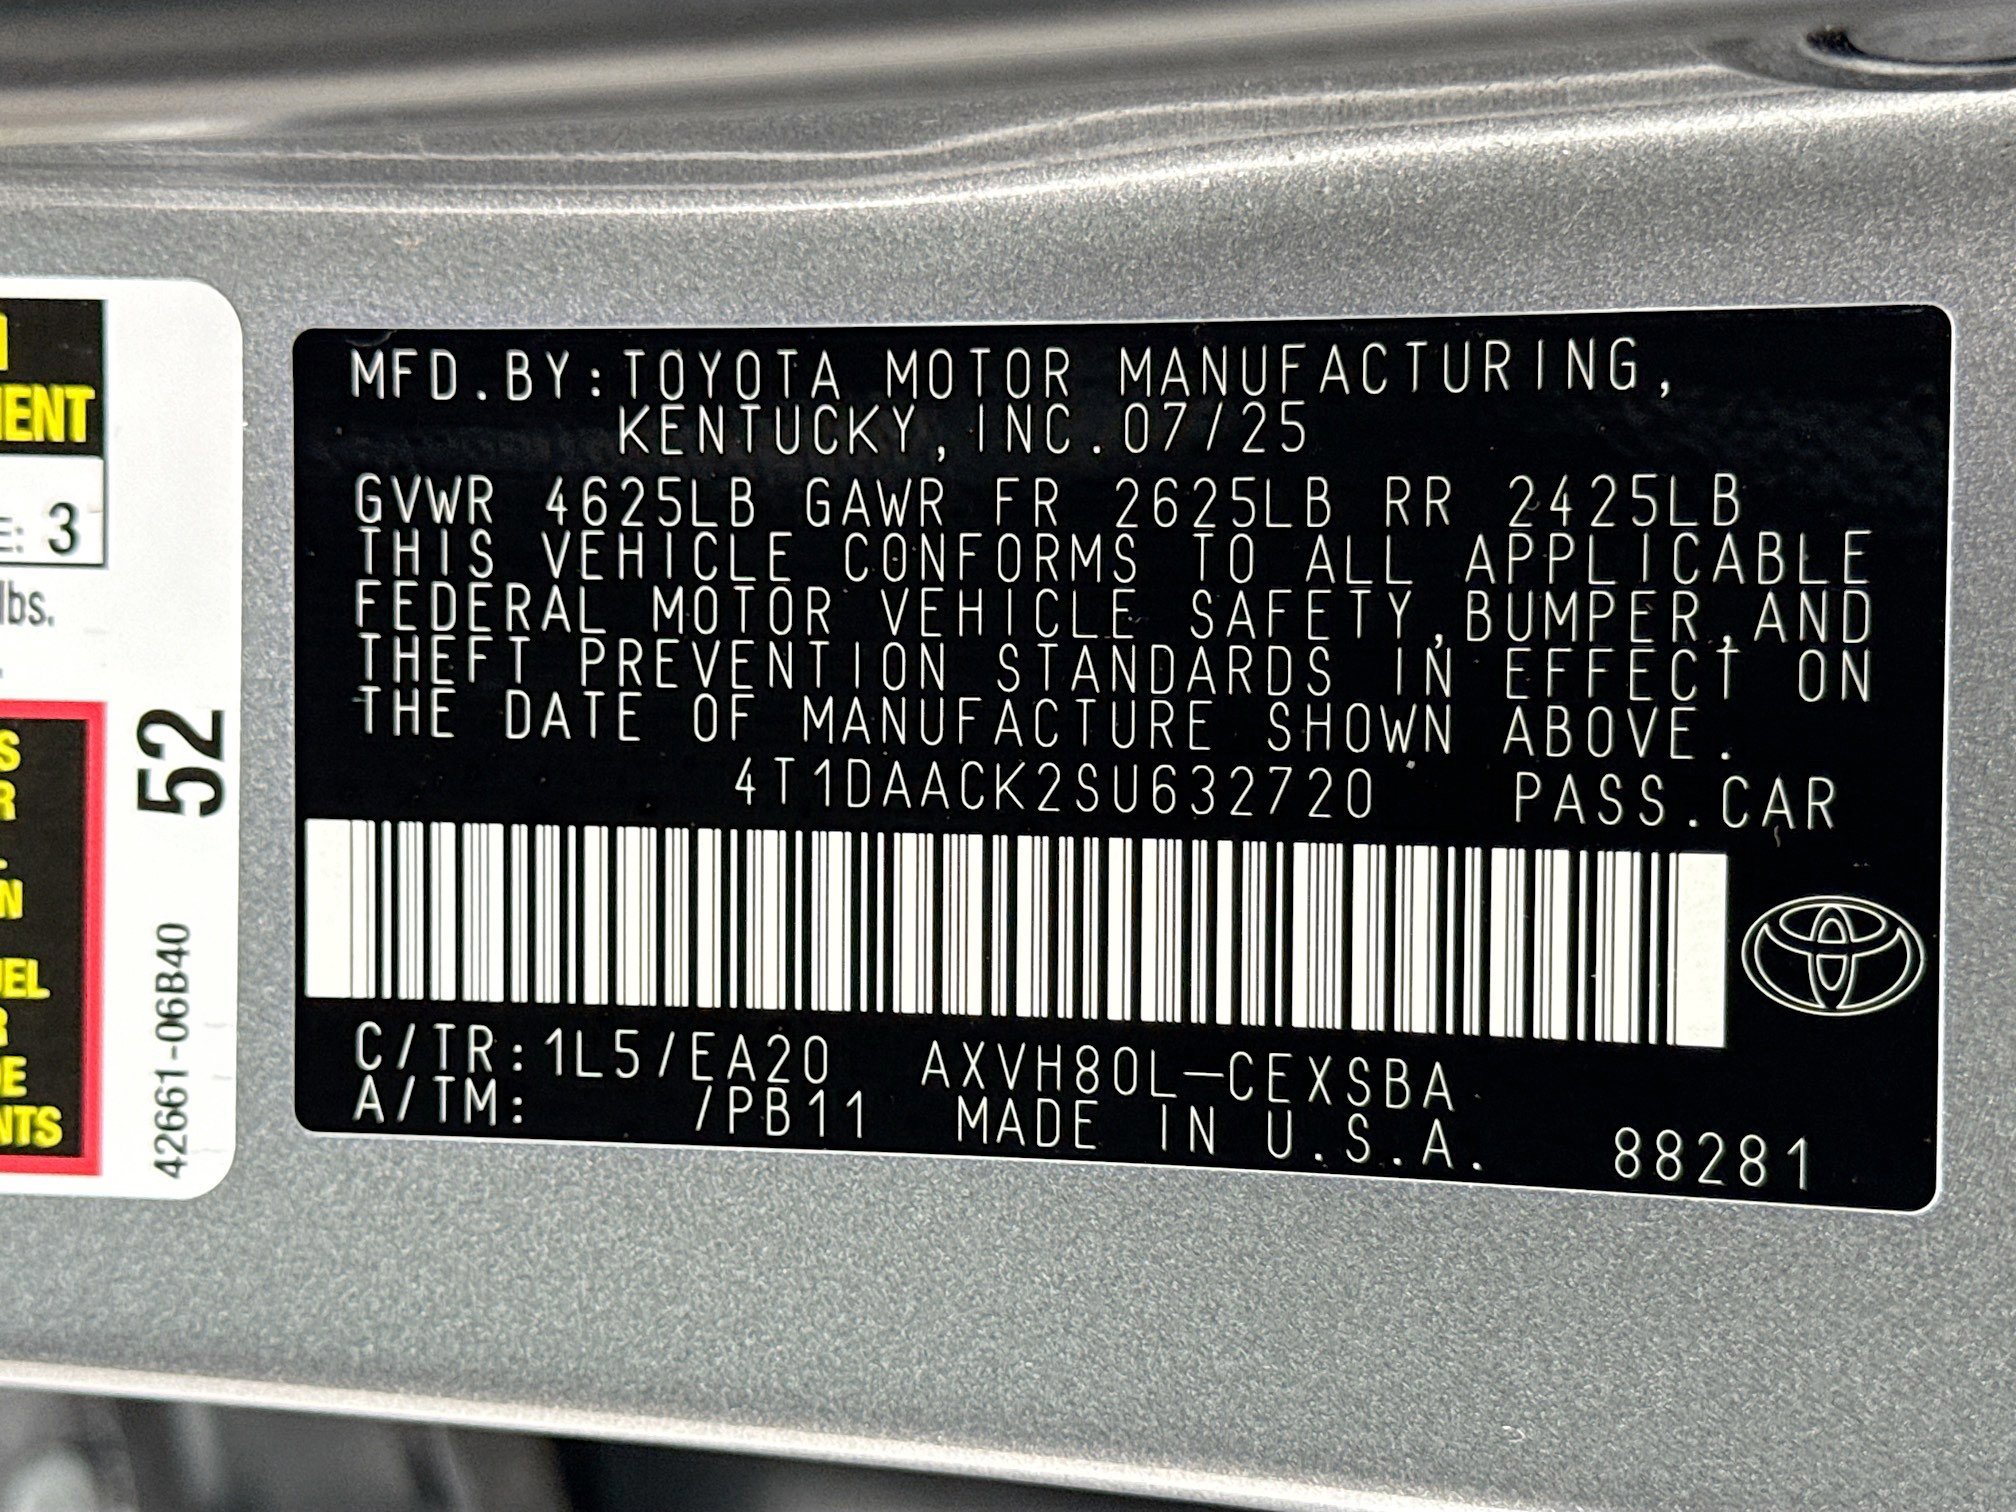 MFD.BY:TOYOTA MOTOR MANUFACTURING,
KENTUCKY,INC.07/25
GVWR 4625LB GAWR FR 2625LB RR 2425LB
THIS VEHICLE CONFORMS TO ALL APPLICABLE
FEDERAL MOTOR VEHICLE SAFETY,BUMPER,AND
THEFT PREVENTION STANDARDS IN EFFECT ON
THE DATE OF MANUFACTURE SHOWN ABOVE.
4T1DAACK2SU632720 PASS.CAR
C/TR:1L5/EA20 AXVH80L-CEXSBA
A/TM: /PB11 MADE IN U.S.A. 88281
3
lbs.
52
42661-06B40